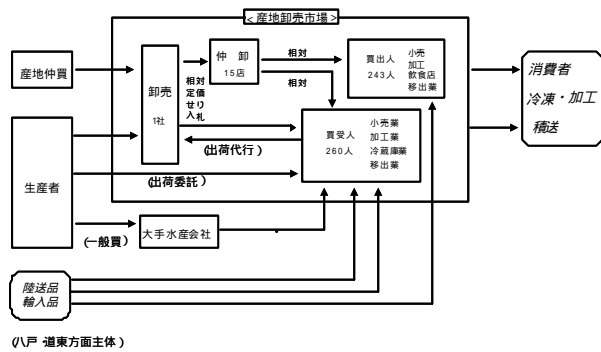 <産地卸売市場>
産地仲買
卸売
1社
仲 卸
15店
相対
相対
買出人 小売
加工
243人 飲食店
移出業
消費者
冷凍・加工
積送
相対
定価
せり
入札
小売業
買受人 加工業
260人 冷蔵庫業
移出業
(出荷代行)
生産者
(出荷委託)
(一般買)
大手水産会社
陸送品
輸入品
(八戸 道東方面主体)